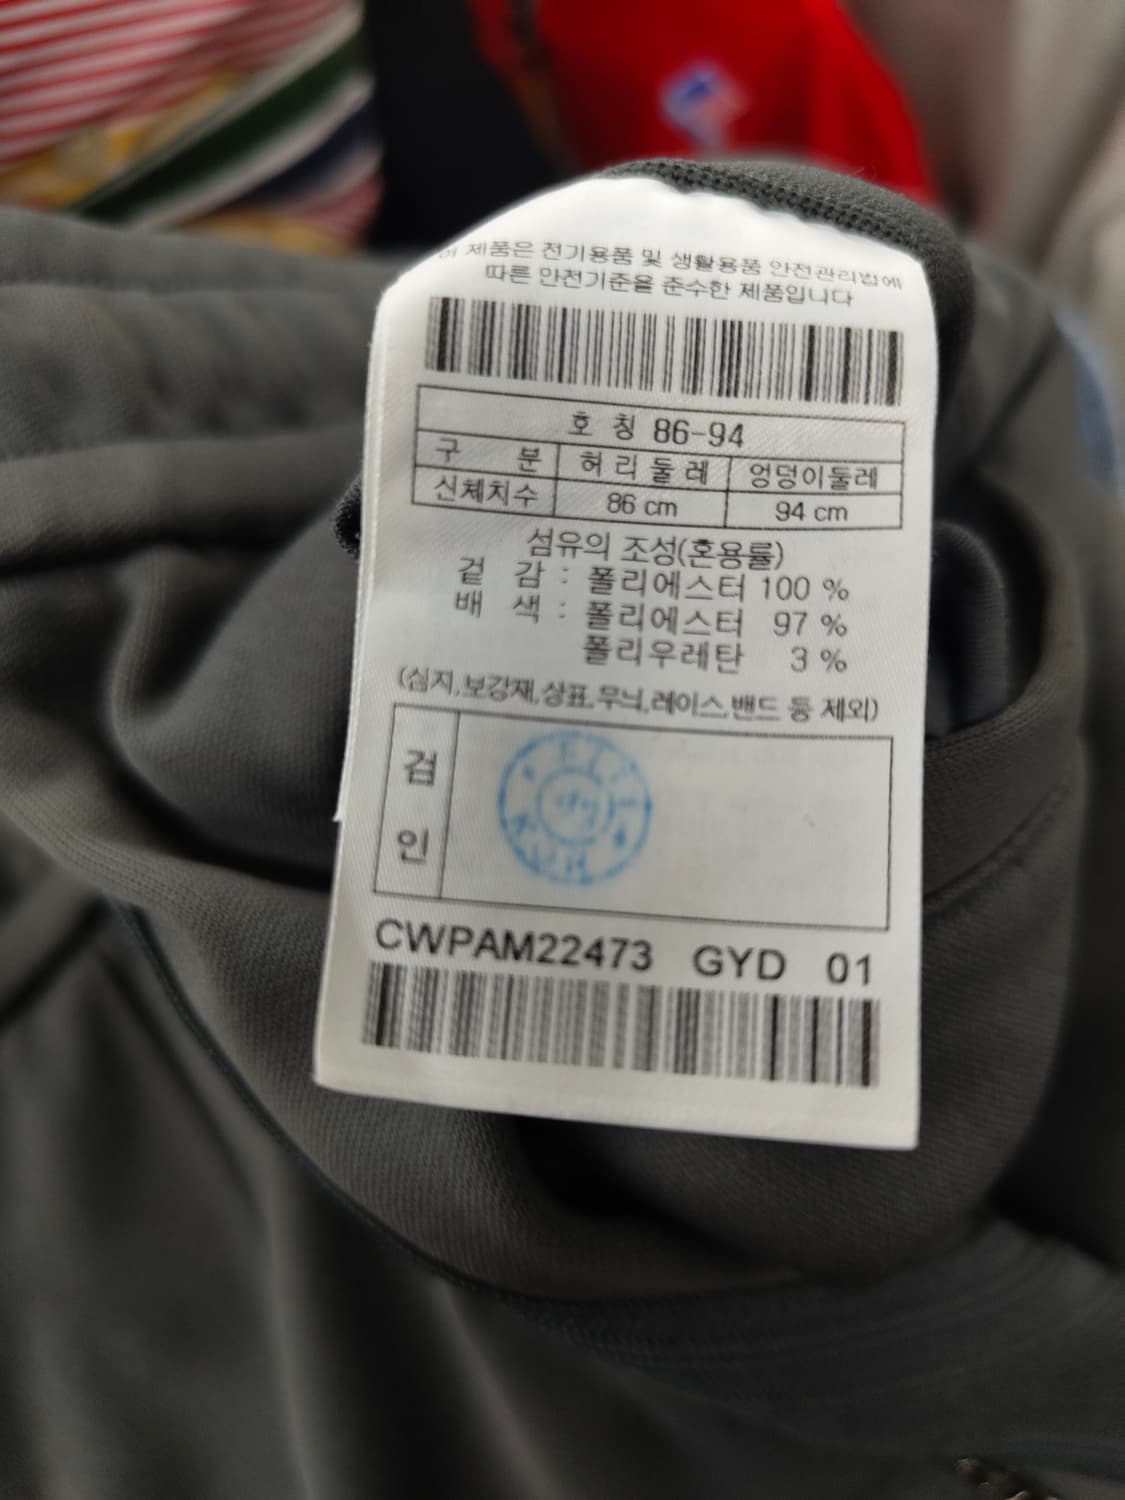 이 제품은 전기용품 및 생활용품 안전관리법에
따른 안전기준을 준수한 제품입니다
호 칭 86-94
구 분 허 리 둘 레 엉덩이둘레
신체치수 86 cm 94 cm
섬유의 조성(혼용률)
겉 감 : 폴리에스터 100 %
배 색 : 폴리에스터 97 %
폴리우레탄 3 %
(심지,보강재,상표,무늬,레이스,밴드 등 제외)
검
인
CWPAM22473 GYD 01